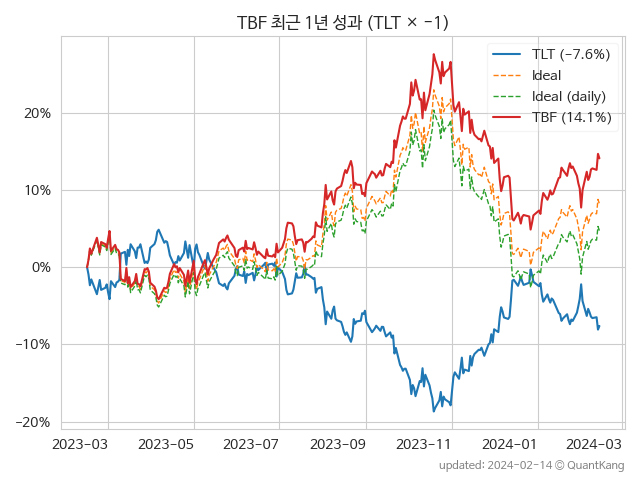 TBF 최근 1년 성과 (TLT × −1)
TLT (−7.6%)
Ideal
Ideal (daily)
TBF (14.1%)
20%
10%
0%
−10%
−20%
2023-03 2023-05 2023-07 2023-09 2023-11 2024-01 2024-03
updated: 2024-02-14 © QuantKang